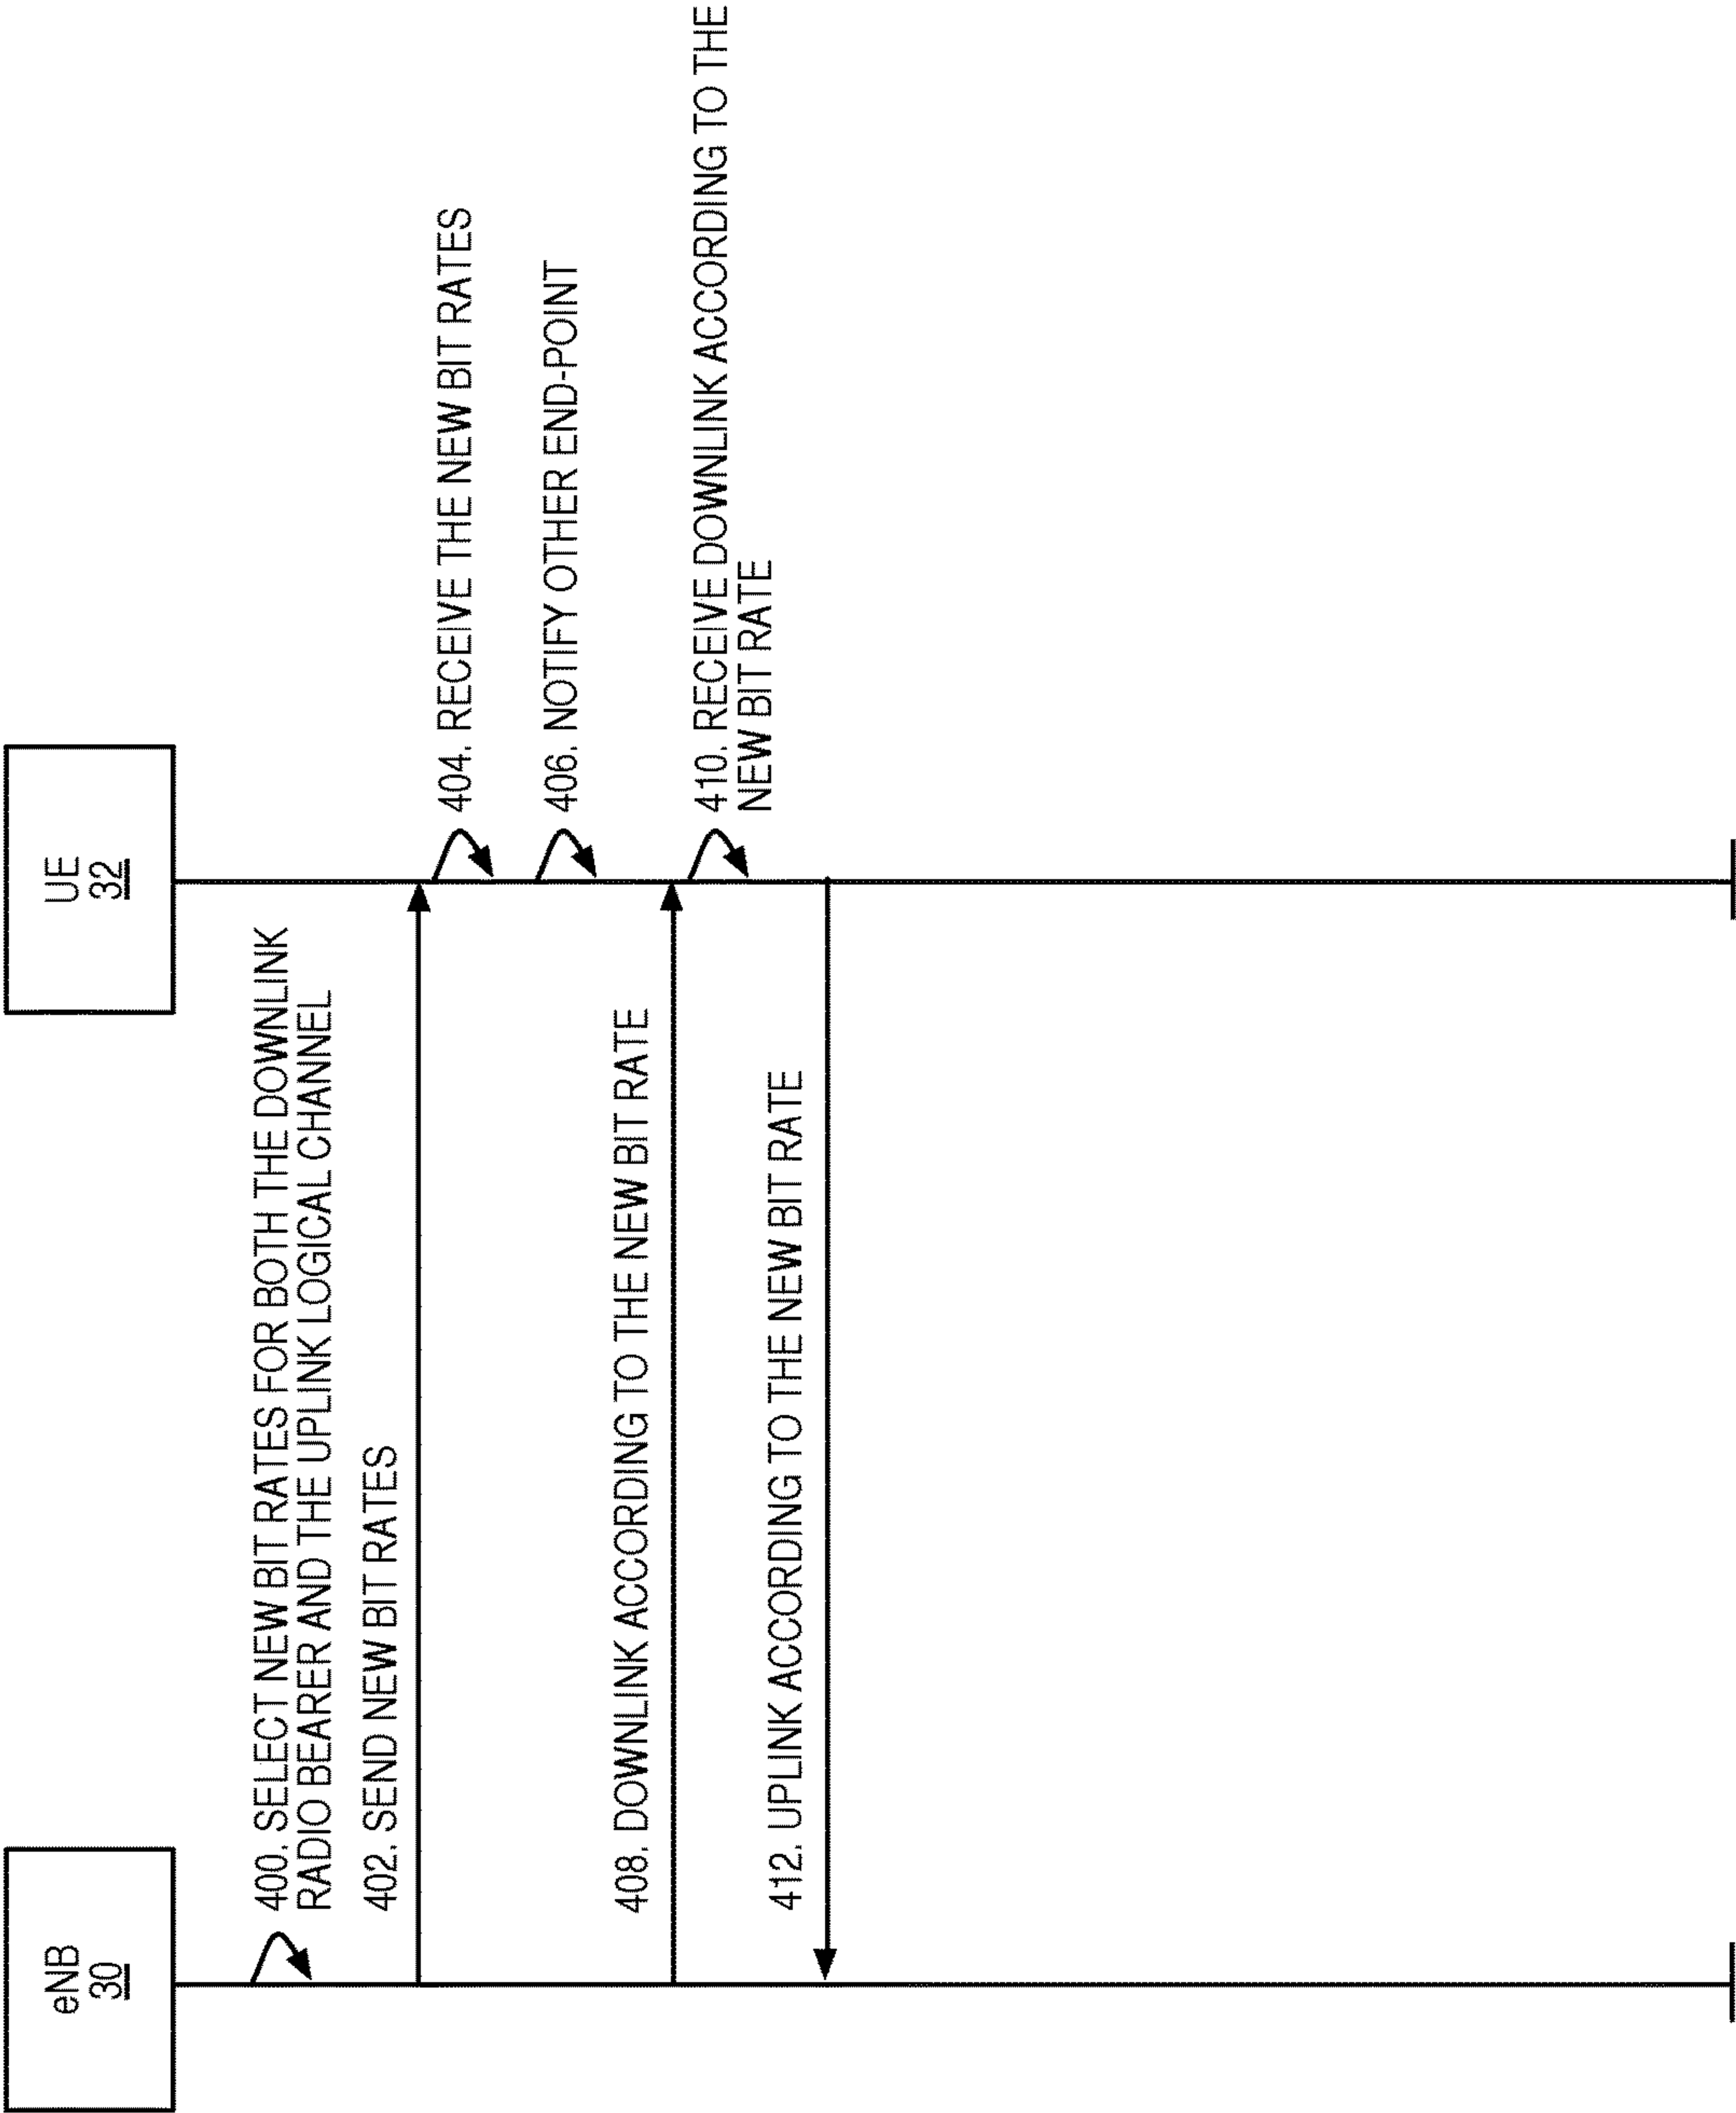 eNB
30
UE
32
400. SELECT NEW BIT RATES FOR BOTH THE DOWNLINK
RADIO BEARER AND THE UPLINK LOGICAL CHANNEL
402. SEND NEW BIT RATES
404. RECEIVE THE NEW BIT RATES
406. NOTIFY OTHER END-POINT
408. DOWNLINK ACCORDING TO THE NEW BIT RATE
410. RECEIVE DOWNLINK ACCORDING TO THE
NEW BIT RATE
412. UPLINK ACCORDING TO THE NEW BIT RATE